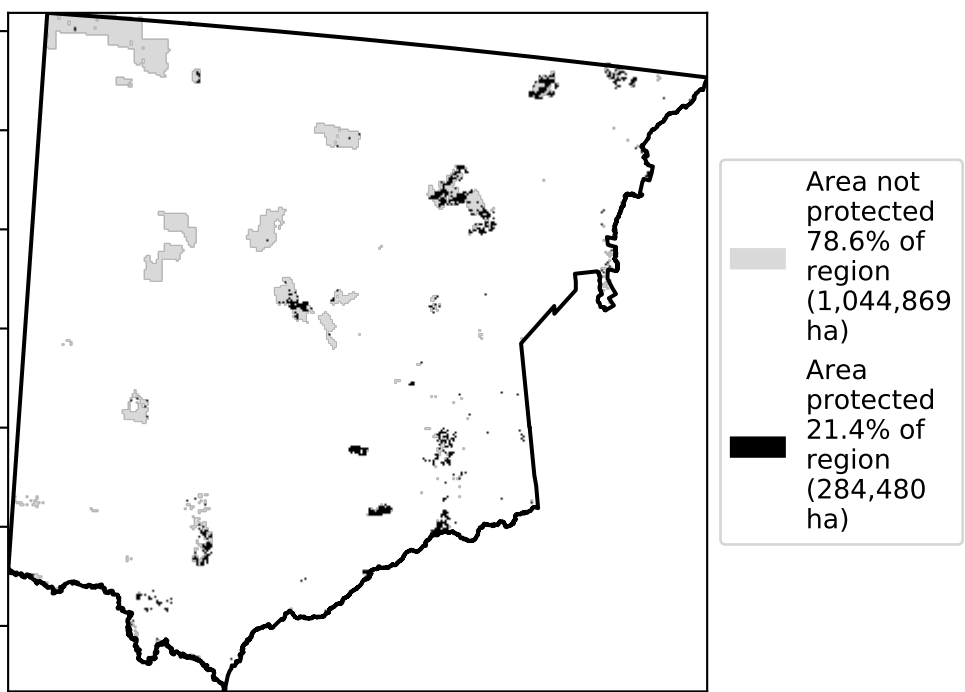 Area not
protected
78.6% of
region
(1,044,869
ha)
Area
protected
21.4% of
region
(284,480
ha)